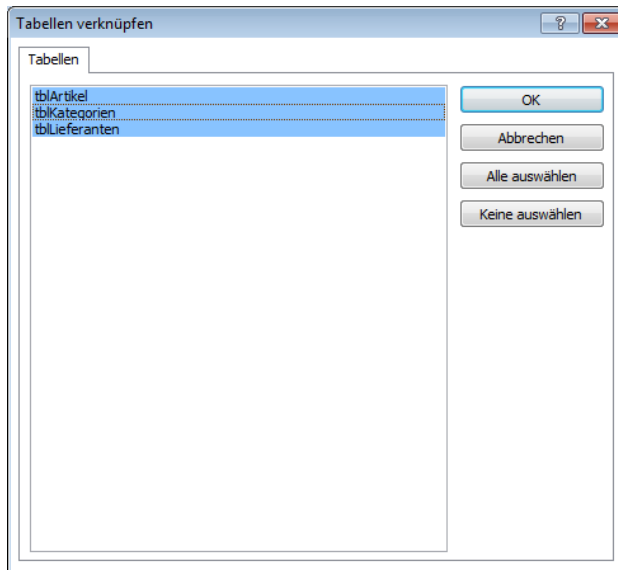 Tabellen verknüpfen
?
Tabellen
tblArtikel
tblKategorien
tblLieferanten
OK
Abbrechen
Alle auswählen
Keine auswählen